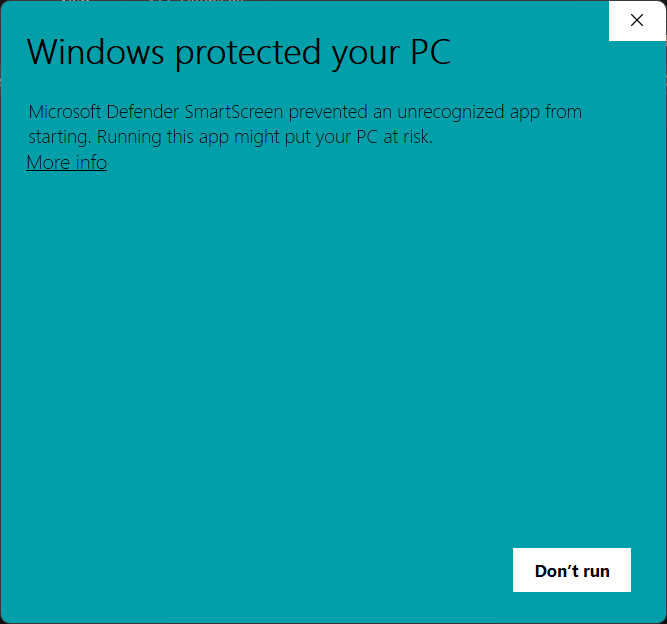 Windows protected your PC
Microsoft Defender SmartScreen prevented an unrecognized app from
starting. Running this app might put your PC at risk.
More info
Don't run